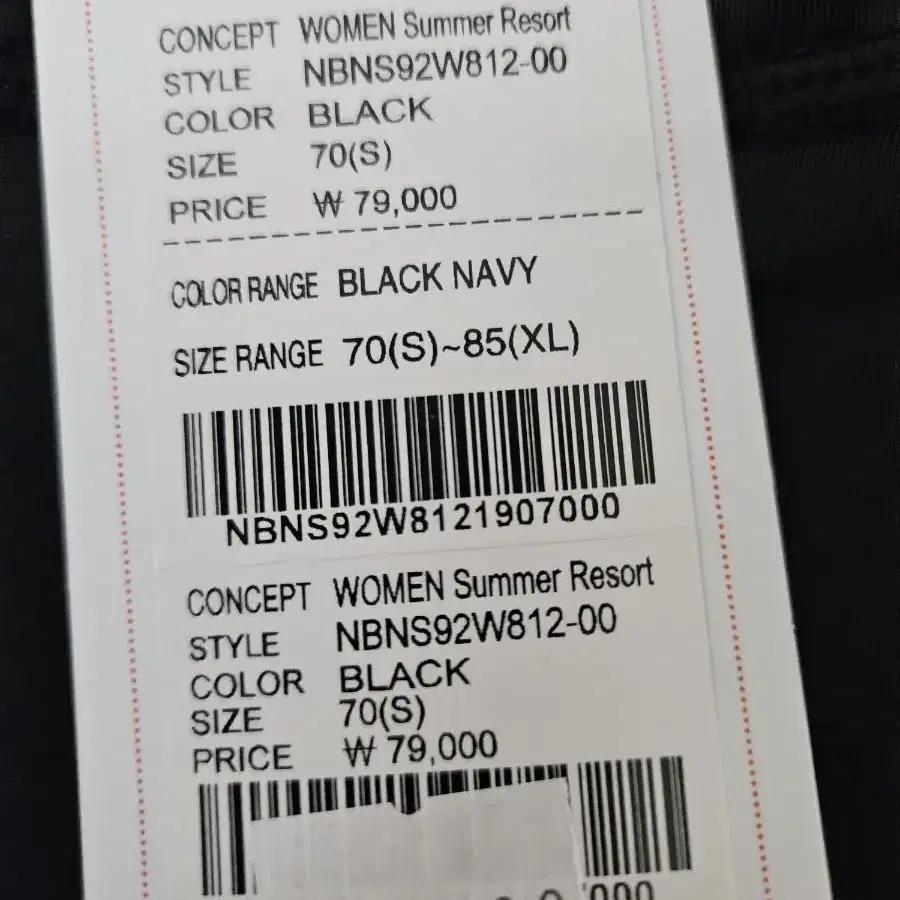 CONCEPT WOMEN Summer Resort
STYLE NBNS92W812-00
COLOR BLACK
SIZE 70(S)
PRICE ₩ 79,000
COLOR RANGE BLACK NAVY
SIZE RANGE 70(S)~85(XL)
NBNS92W8121907000
CONCEPT WOMEN Summer Resort
STYLE NBNS92W812-00
COLOR BLACK
SIZE 70(S)
PRICE ₩ 79,000